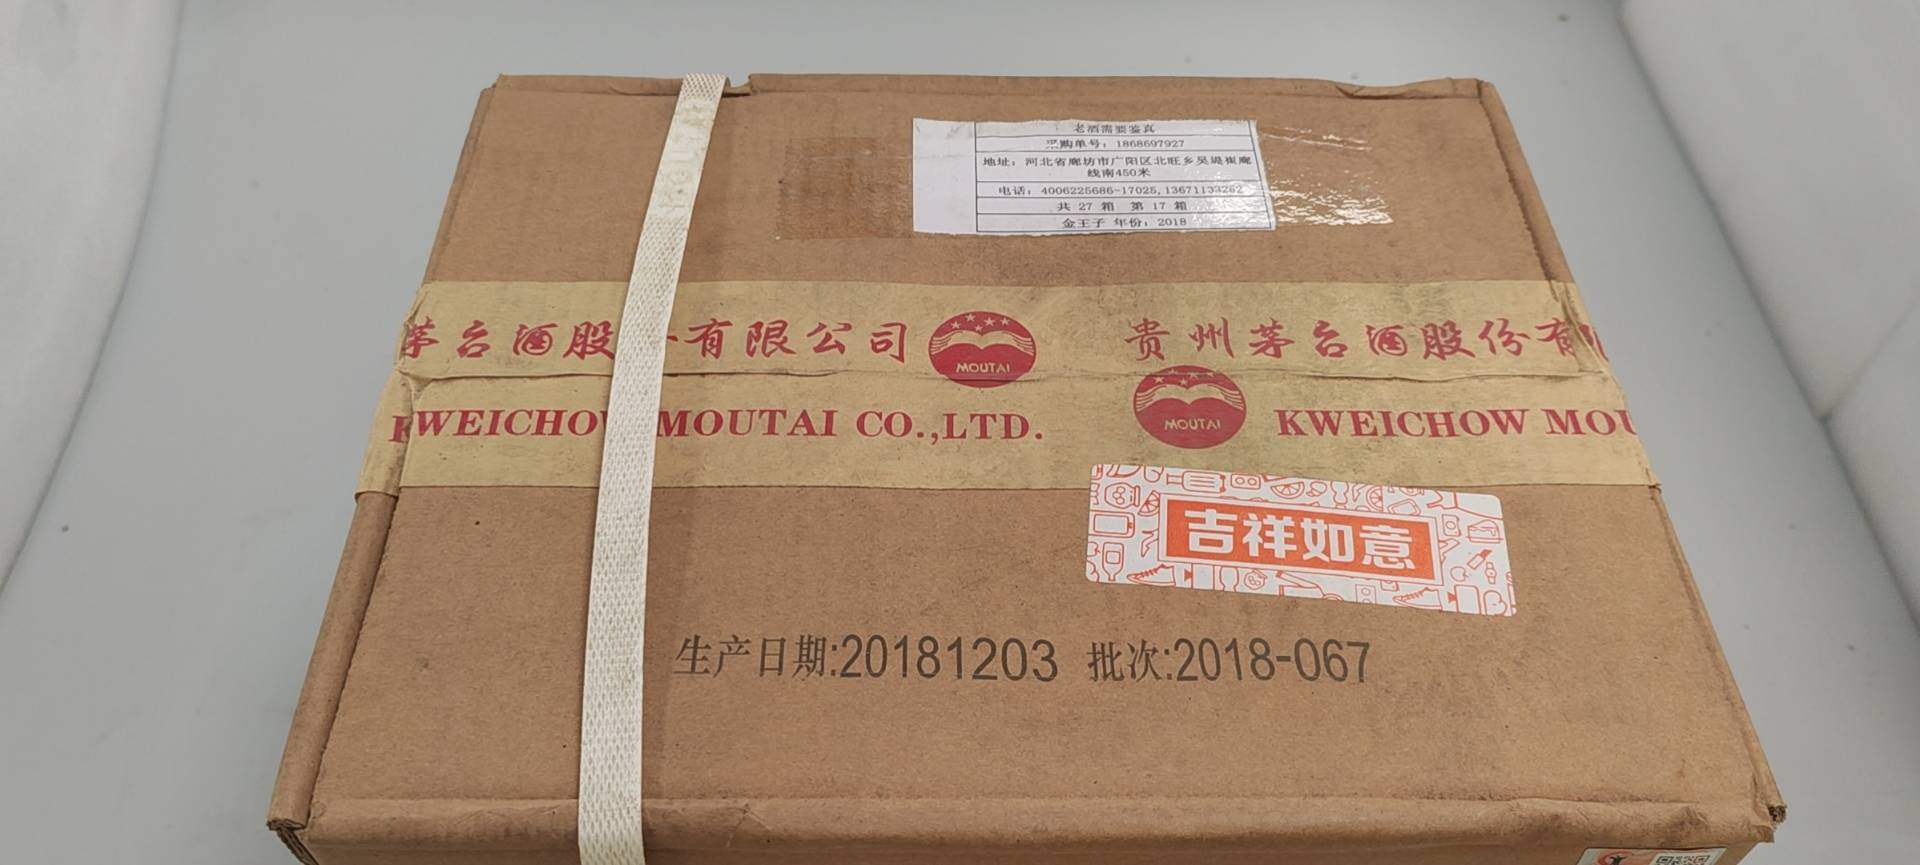 老酒需要鉴真
采购单号：1868697927
地址：河北省廊坊市广阳区北旺乡吴堤崔廊
线南450米
电话：4006225686-17025,13671133282
共 27 箱 第 17 箱
金王子 年份：2018
茅台酒股 有限公司 MOUTAI 贵州茅台酒股份有
KWEICHOW MOUTAI CO.,LTD. MOUTAI KWEICHOW MOU
吉祥如意
生产日期:20181203 批次:2018-067